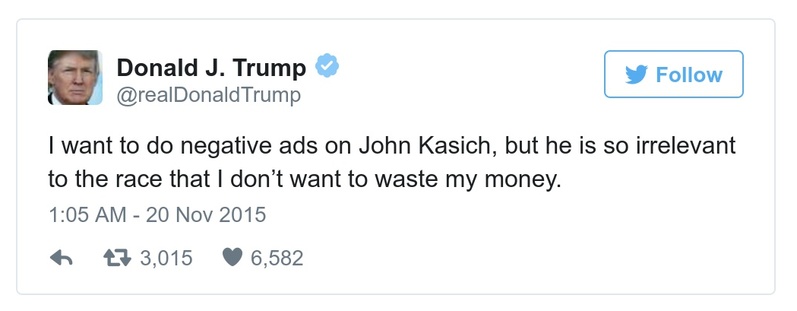 Donald J. Trump
@realDonaldTrump
Follow
I want to do negative ads on John Kasich, but he is so irrelevant
to the race that I don’t want to waste my money.
1:05 AM - 20 Nov 2015
3,015 6,582